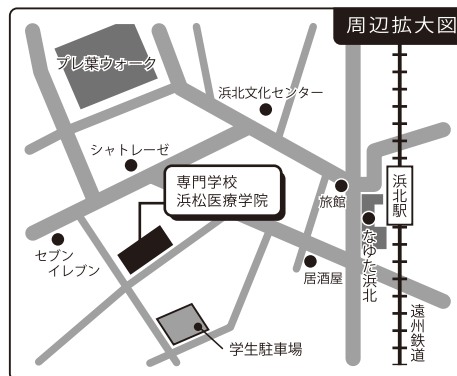 周辺拡大図
プレ葉ウォーク
浜北文化センター
シャトレーゼ
専門学校
浜松医療学院
旅館
浜北駅
なゆた浜北
セブン
イレブン
居酒屋
遠州鉄道
学生駐車場